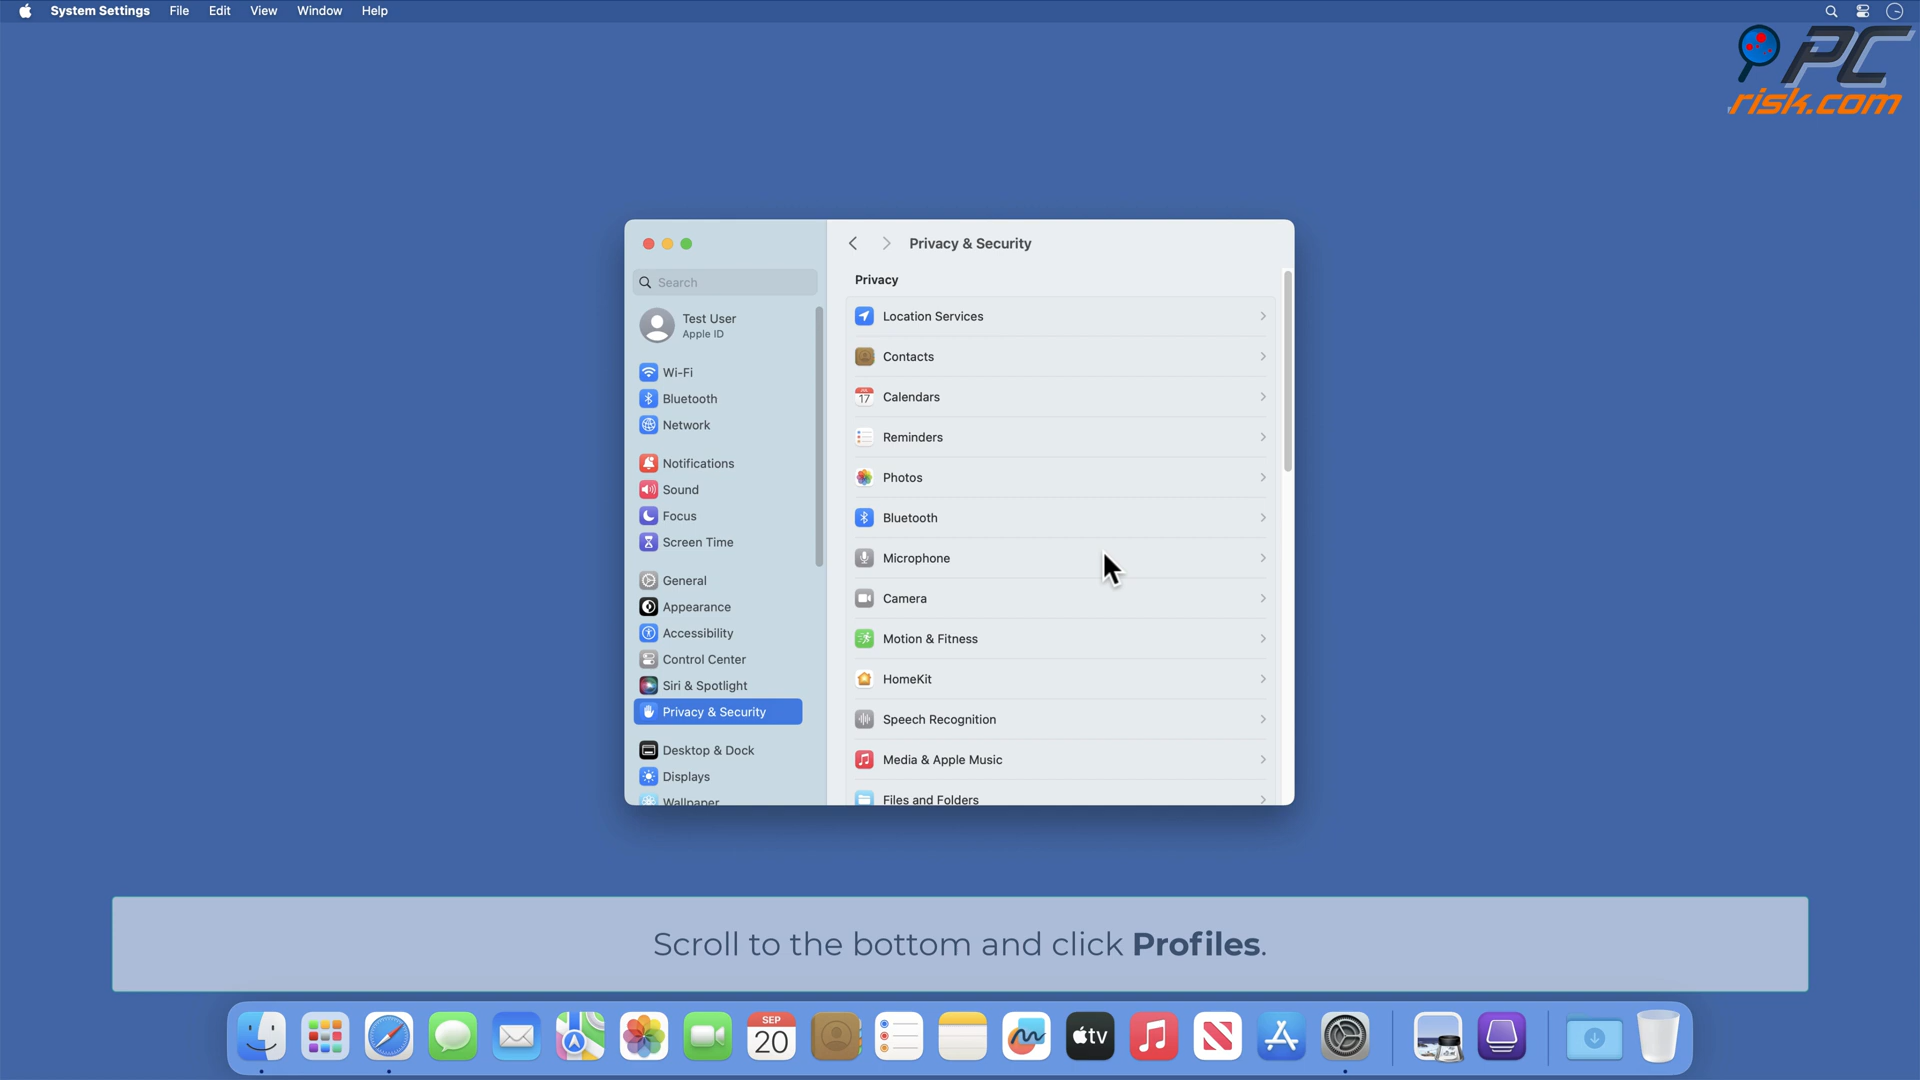 System Settings File Edit View Window Help
PC
risk.com
Privacy & Security
Search
Test User
Apple ID
Wi-Fi
Bluetooth
Network
Notifications
Sound
Focus
Screen Time
General
Appearance
Accessibility
Control Center
Siri & Spotlight
Privacy & Security
Desktop & Dock
Displays
Wallpaper
Privacy
Location Services
Contacts
17 Calendars
Reminders
Photos
Bluetooth
Microphone
Camera
Motion & Fitness
HomeKit
Speech Recognition
Media & Apple Music
Files and Folders
Scroll to the bottom and click Profiles.
SEP
20
tv